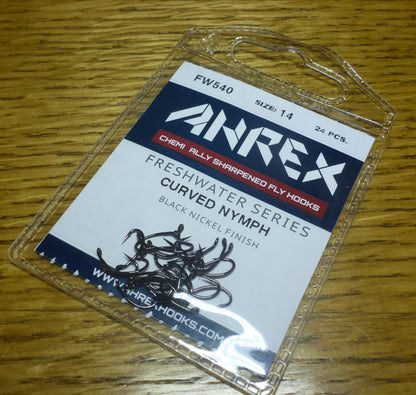 FW540 SIZE: 14 24 PCS.
AHREX
CHEMI ALLY SHARPENED FLY HOOKS
FRESHWATER SERIES
CURVED NYMPH
BLACK NICKEL FINISH
WWW.AHREXHOOKS.COM